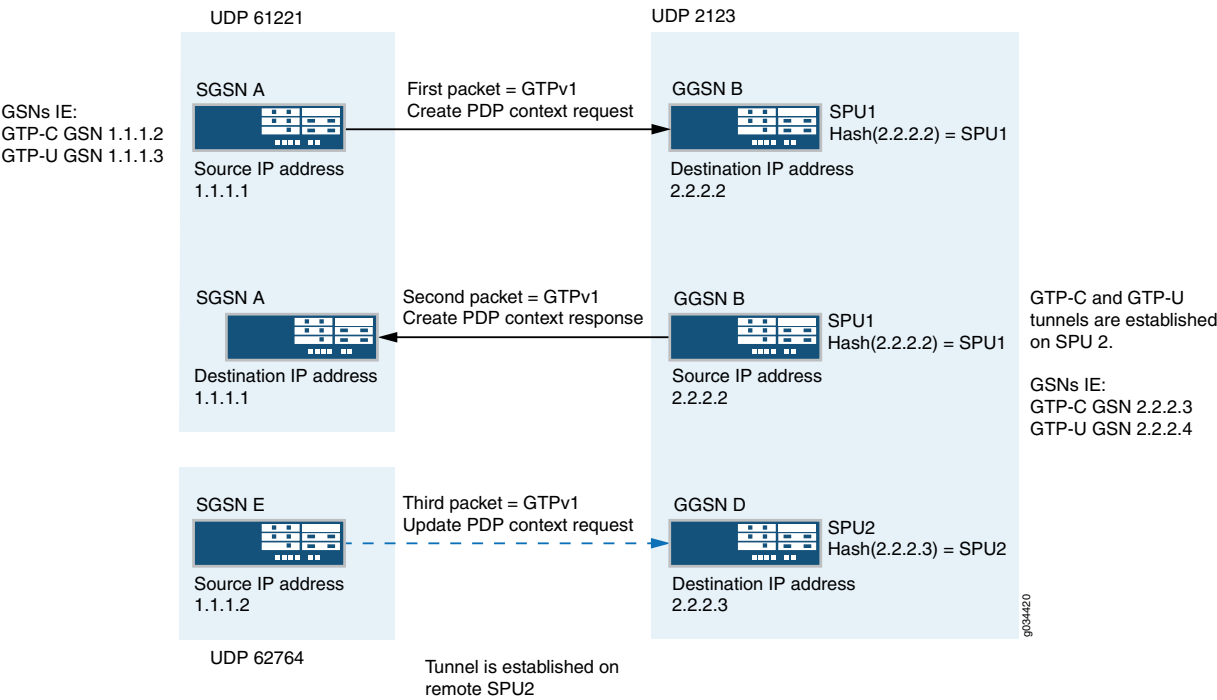 UDP 61221
UDP 2123
GSNs IE:
GTP-C GSN 1.1.1.2
GTP-U GSN 1.1.1.3
SGSN A
Source IP address
1.1.1.1
First packet = GTPv1
Create PDP context request
GGSN B
SPU1
Hash(2.2.2.2) = SPU1
Destination IP address
2.2.2.2
SGSN A
Destination IP address
1.1.1.1
Second packet = GTPv1
Create PDP context response
GGSN B
SPU1
Hash(2.2.2.2) = SPU1
Source IP address
2.2.2.2
GTP-C and GTP-U
tunnels are established
on SPU 2.
GSNs IE:
GTP-C GSN 2.2.2.3
GTP-U GSN 2.2.2.4
SGSN E
Source IP address
1.1.1.2
Third packet = GTPv1
Update PDP context request
GGSN D
SPU2
Hash(2.2.2.3) = SPU2
Destination IP address
2.2.2.3
g034420
UDP 62764
Tunnel is established on
remote SPU2